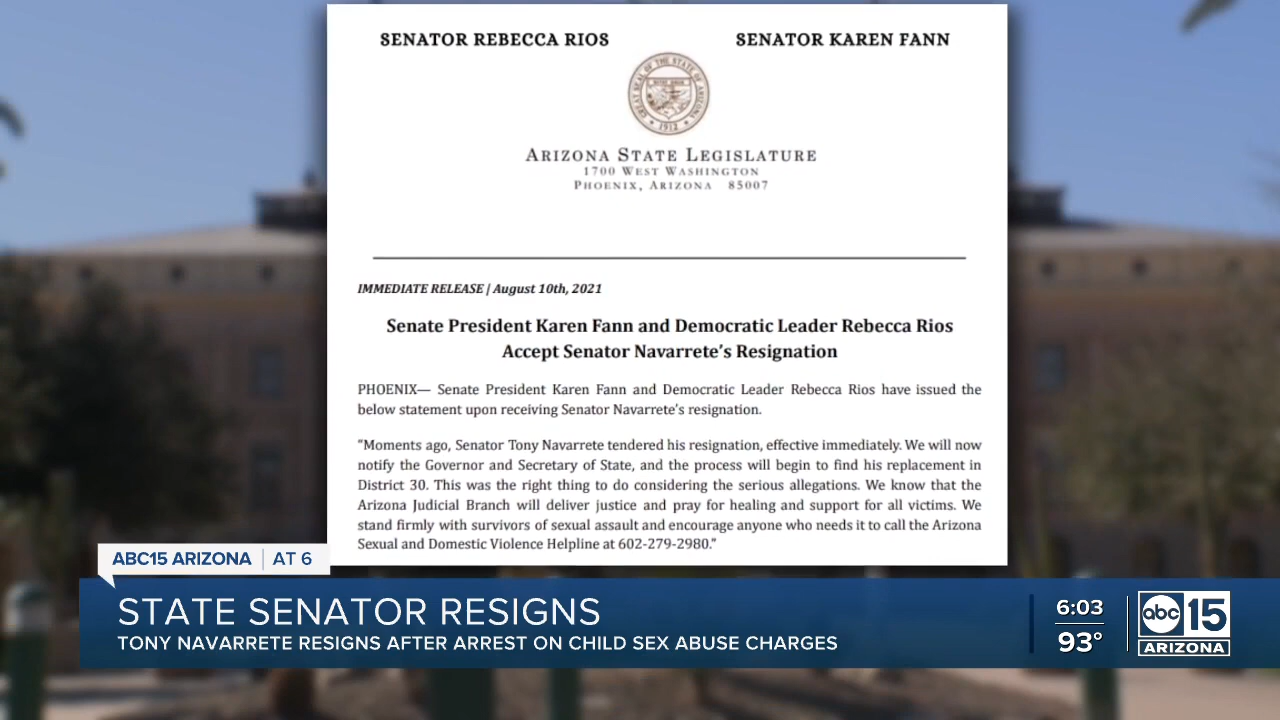 SENATOR REBECCA RIOS SENATOR KAREN FANN
GREAT SEAL OF THE STATE OF ARIZONA
1912
ARIZONA STATE LEGISLATURE
1700 WEST WASHINGTON
PHOENIX, ARIZONA 85007
IMMEDIATE RELEASE | August 10th, 2021
Senate President Karen Fann and Democratic Leader Rebecca Rios
Accept Senator Navarrete’s Resignation
PHOENIX— Senate President Karen Fann and Democratic Leader Rebecca Rios have issued the
below statement upon receiving Senator Navarrete’s resignation.
“Moments ago, Senator Tony Navarrete tendered his resignation, effective immediately. We will now
notify the Governor and Secretary of State, and the process will begin to find his replacement in
District 30. This was the right thing to do considering the serious allegations. We know that the
Arizona Judicial Branch will deliver justice and pray for healing and support for all victims. We
stand firmly with survivors of sexual assault and encourage anyone who needs it to call the Arizona
Sexual and Domestic Violence Helpline at 602-279-2980.”
ABC15 ARIZONA | AT 6
STATE SENATOR RESIGNS
TONY NAVARRETE RESIGNS AFTER ARREST ON CHILD SEX ABUSE CHARGES
6:03
93°
abc 15
ARIZONA